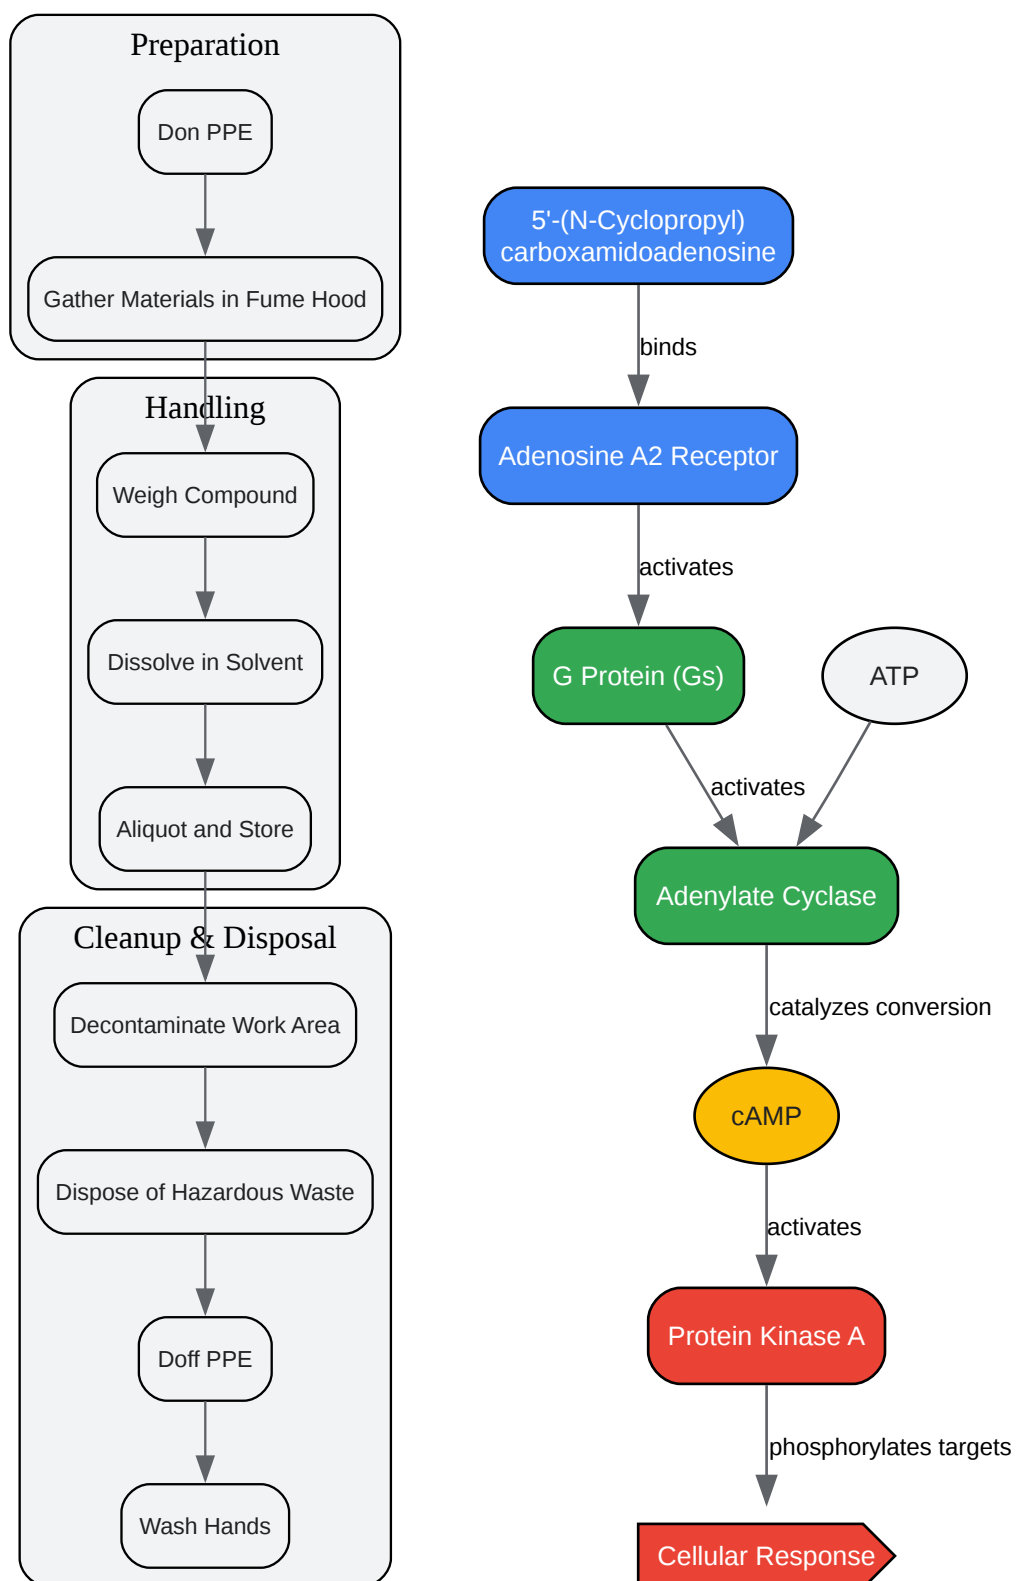 Preparation
Don PPE
Gather Materials in Fume Hood
Handling
Weigh Compound
Dissolve in Solvent
Aliquot and Store
Cleanup & Disposal
Decontaminate Work Area
Dispose of Hazardous Waste
Doff PPE
Wash Hands
5'-(N-Cyclopropyl)
carboxamidoadenosine
binds
Adenosine A2 Receptor
activates
G Protein (Gs)
ATP
activates
Adenylate Cyclase
catalyzes conversion
cAMP
activates
Protein Kinase A
phosphorylates targets
Cellular Response